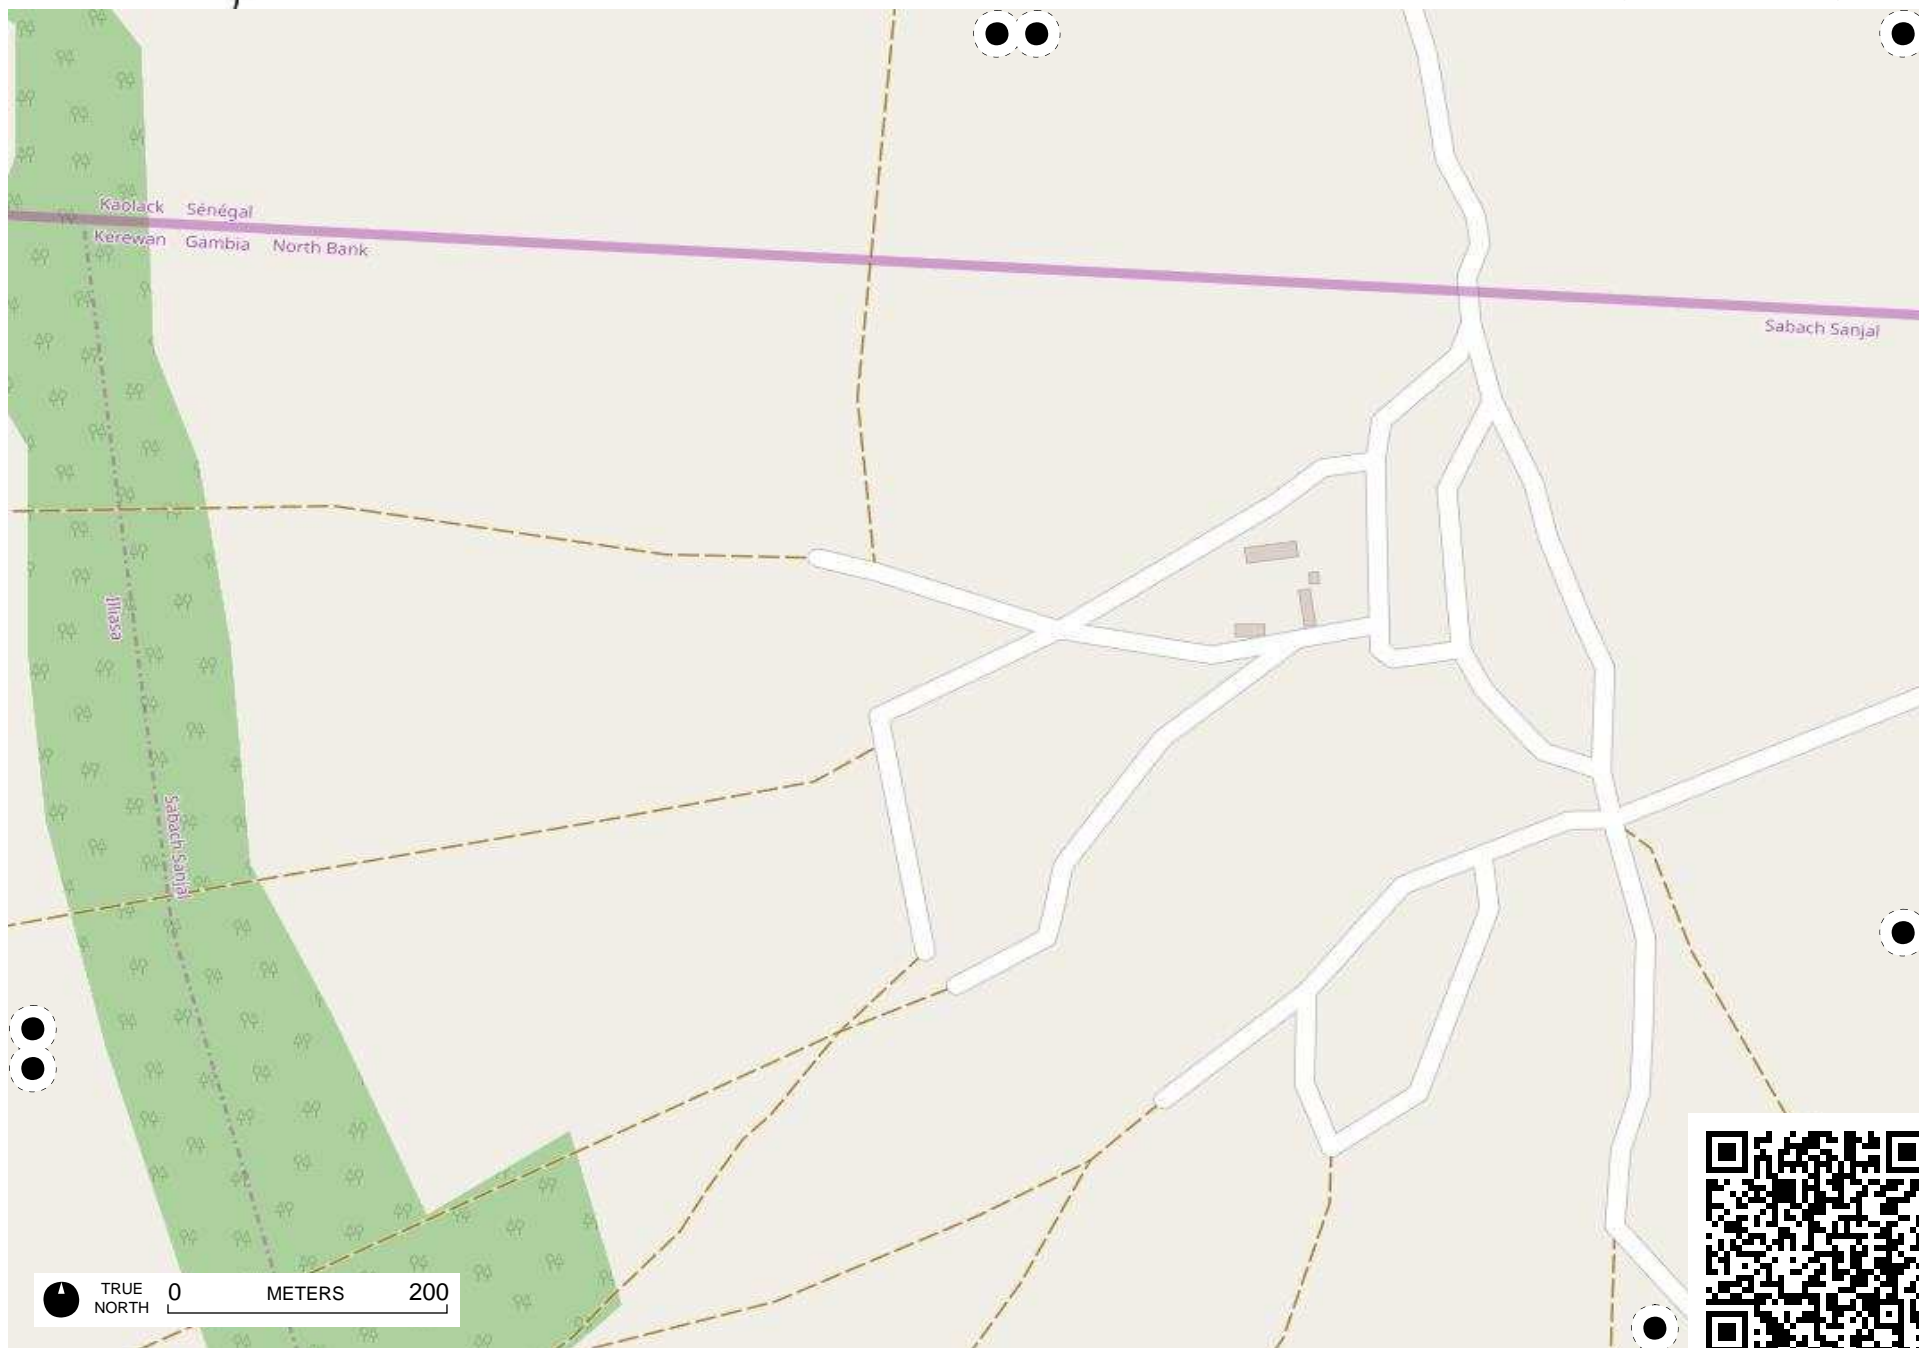 Kaolack Sénégal
Kerewan Gambia North Bank
Sabach Sanjal
Illiasa
Sabach Sanjal
TRUE NORTH
0 METERS 200